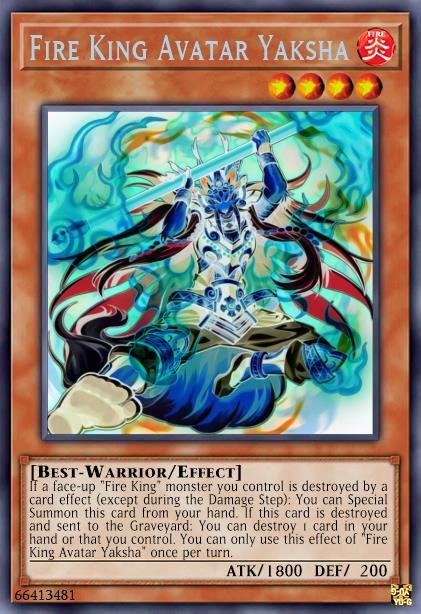 FIRE KING AVATAR YAKSHA
FIRE
炎
[BEST-WARRIOR/EFFECT]
If a face-up "Fire King" monster you control is destroyed by a
card effect (except during the Damage Step): You can Special
Summon this card from your hand. If this card is destroyed
and sent to the Graveyard: You can destroy 1 card in your
hand or that you control. You can only use this effect of "Fire
King Avatar Yaksha" once per turn.
ATK/1800 DEF/ 200
66413481